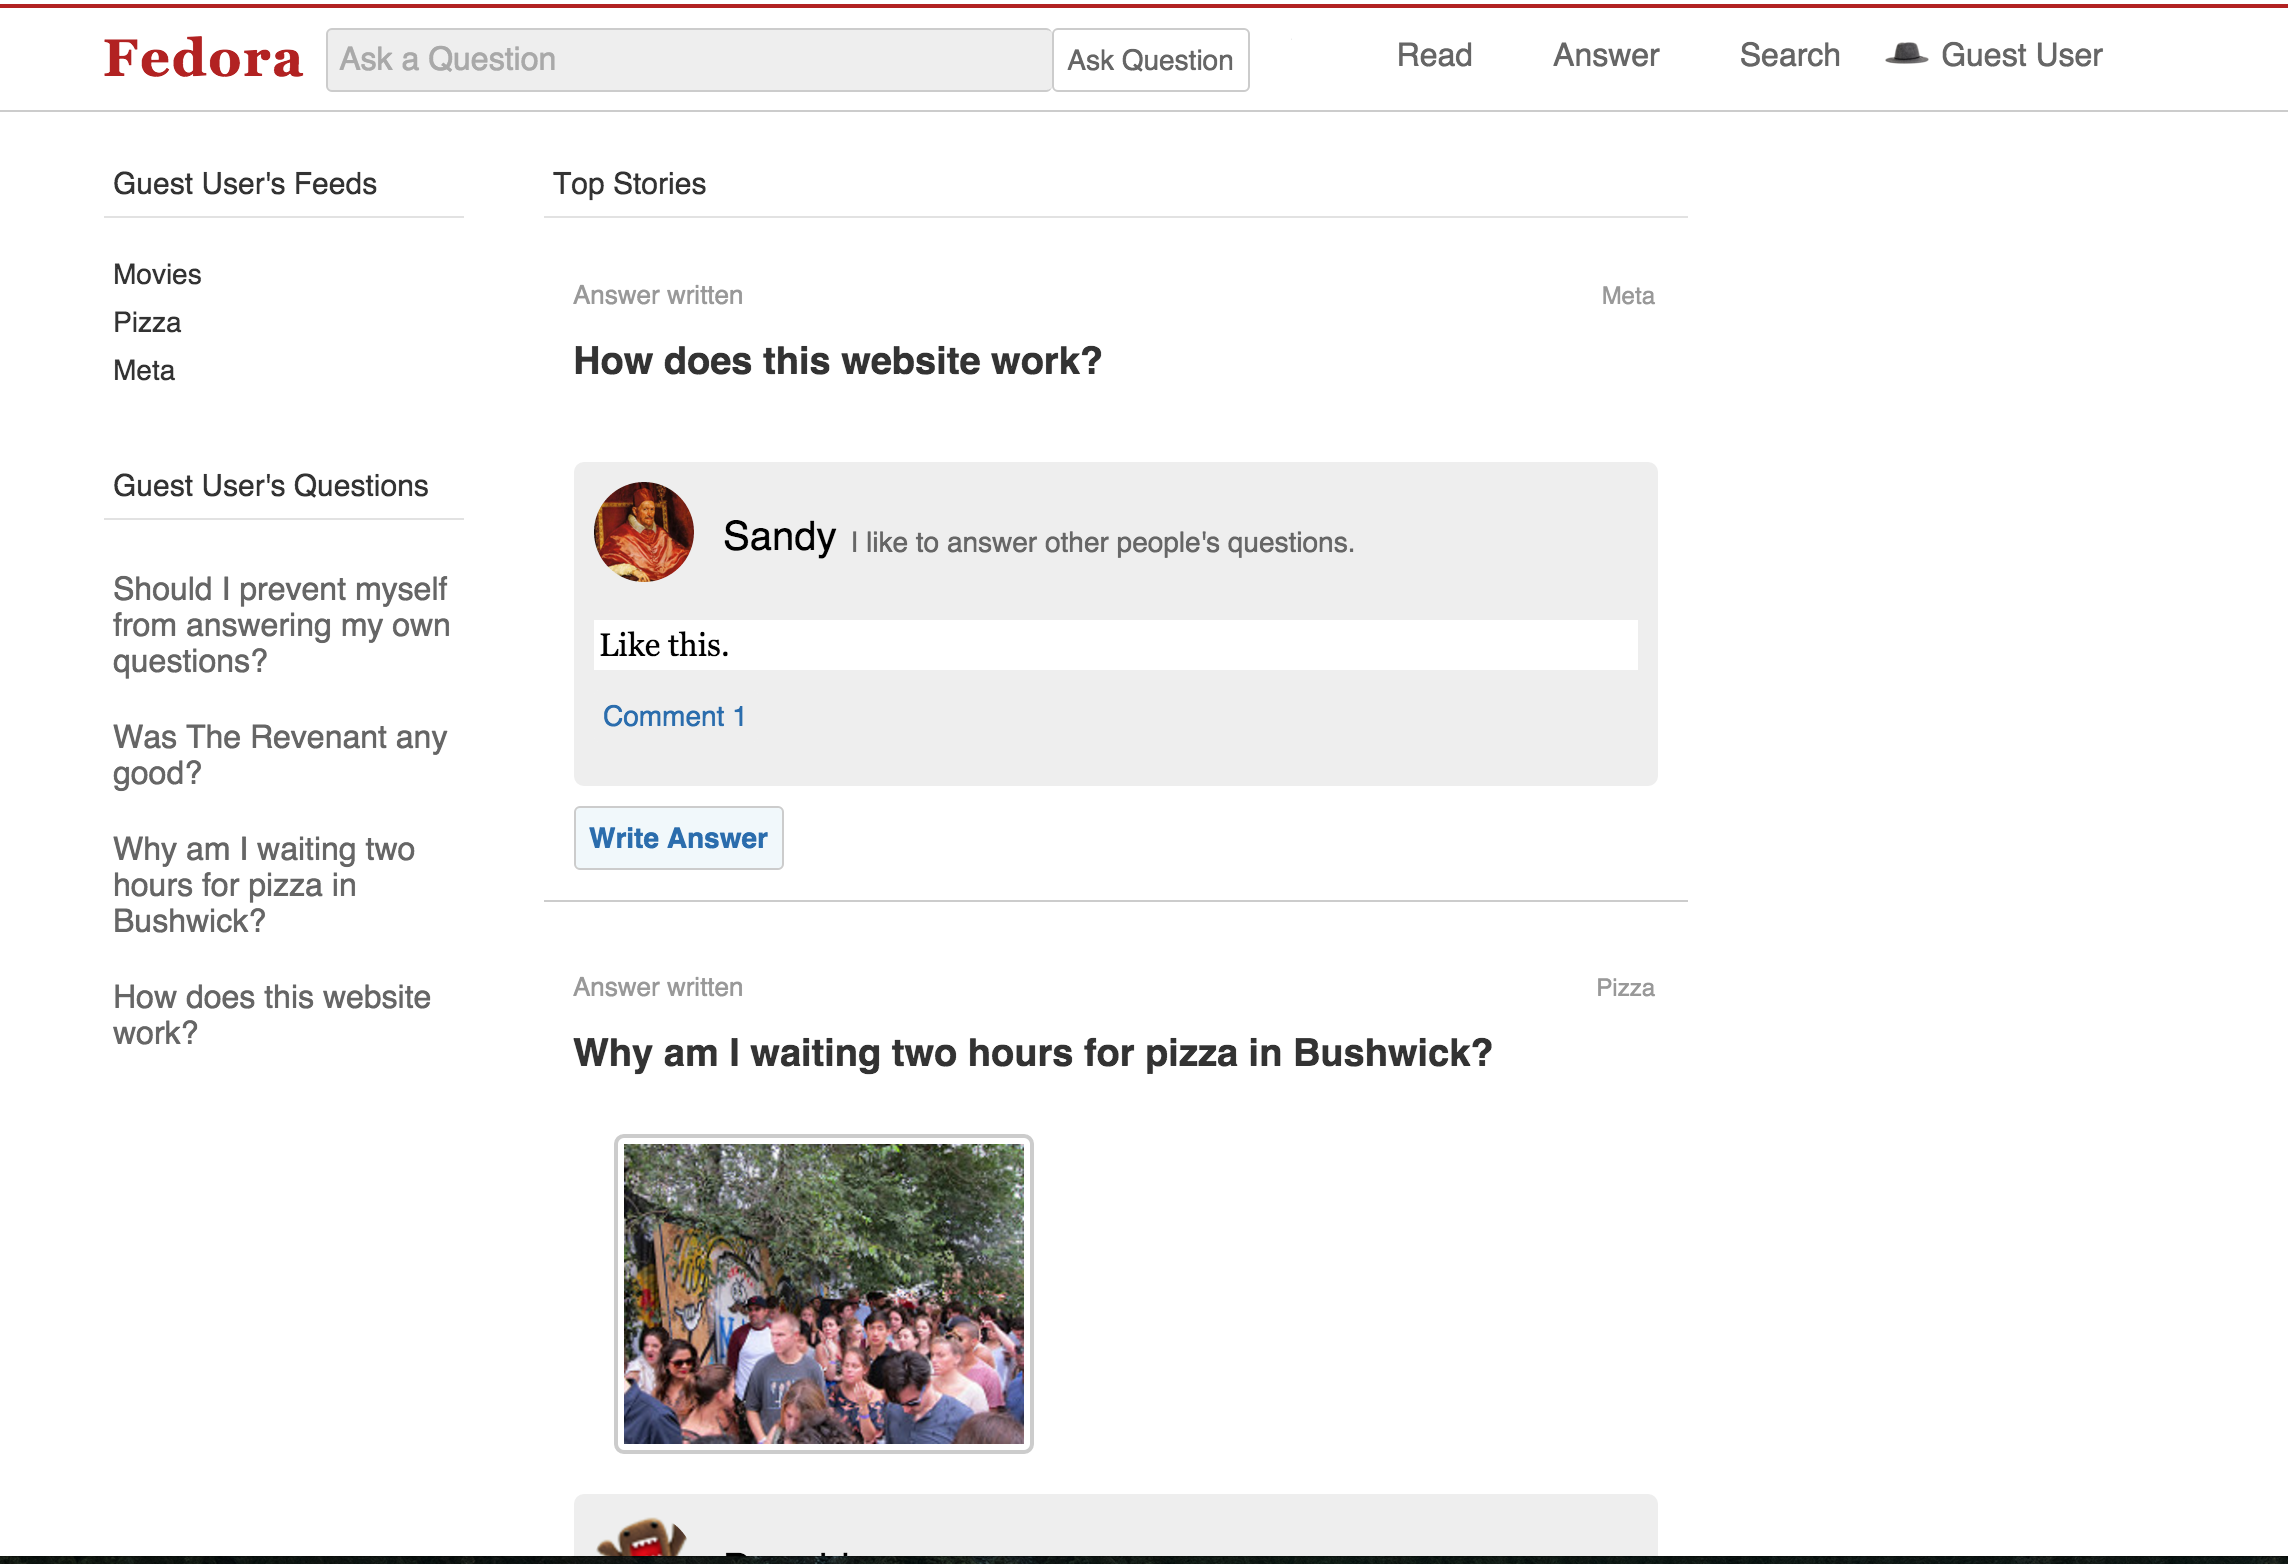 Fedora
Ask a Question
Ask Question
Read
Answer
Search
Guest User
Guest User's Feeds
Movies
Pizza
Meta
Guest User's Questions
Should I prevent myself
from answering my own
questions?
Was The Revenant any
good?
Why am I waiting two
hours for pizza in
Bushwick?
How does this website
work?
Top Stories
Answer written
Meta
How does this website work?
Sandy I like to answer other people's questions.
Like this.
Comment 1
Write Answer
Answer written
Pizza
Why am I waiting two hours for pizza in Bushwick?